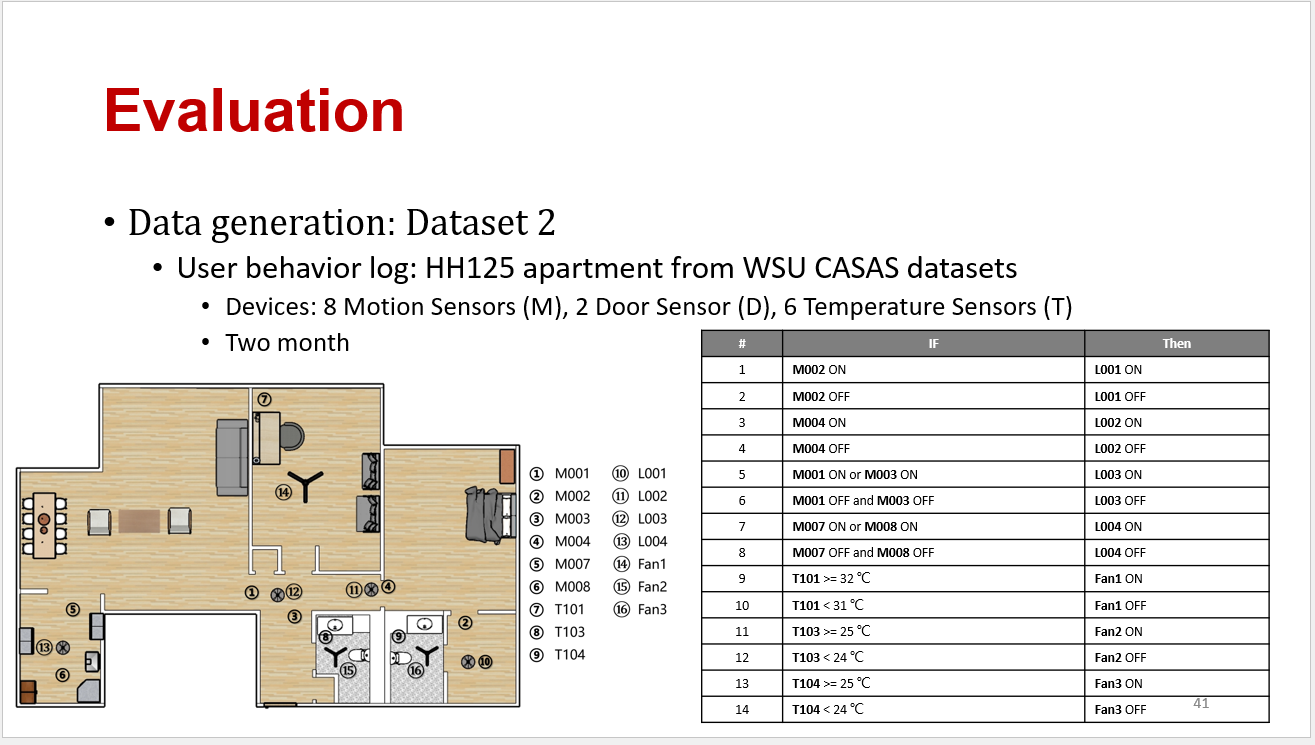 Evaluation
• Data generation: Dataset 2
• User behavior log: HH125 apartment from WSU CASAS datasets
• Devices: 8 Motion Sensors (M), 2 Door Sensor (D), 6 Temperature Sensors (T)
• Two month
⑦
⑭
① ⑫ ⑪ ④
③
⑤
②
⑬
⑥
⑧ ⑨
⑮ ⑯ ⑩
① M001 ⑩ L001
② M002 ⑪ L002
③ M003 ⑫ L003
④ M004 ⑬ L004
⑤ M007 ⑭ Fan1
⑥ M008 ⑮ Fan2
⑦ T101 ⑯ Fan3
⑧ T103
⑨ T104
# IF Then
1 M002 ON L001 ON
2 M002 OFF L001 OFF
3 M004 ON L002 ON
4 M004 OFF L002 OFF
5 M001 ON or M003 ON L003 ON
6 M001 OFF and M003 OFF L003 OFF
7 M007 ON or M008 ON L004 ON
8 M007 OFF and M008 OFF L004 OFF
9 T101 >= 32 ℃ Fan1 ON
10 T101 < 31 ℃ Fan1 OFF
11 T103 >= 25 ℃ Fan2 ON
12 T103 < 24 ℃ Fan2 OFF
13 T104 >= 25 ℃ Fan3 ON
14 T104 < 24 ℃ Fan3 OFF
41